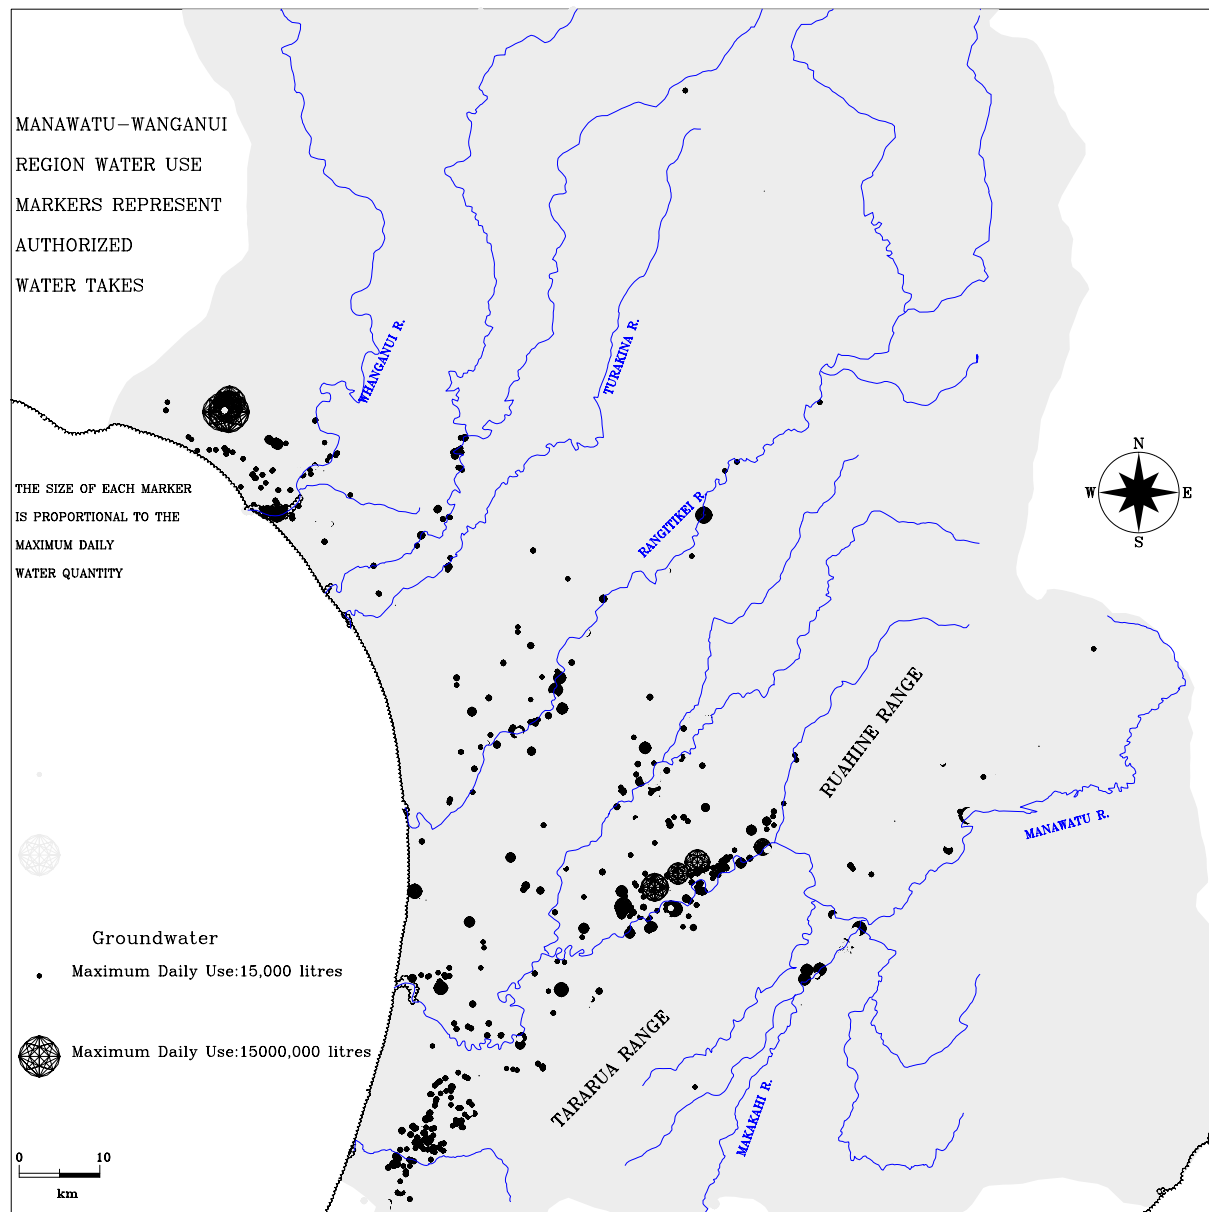 MANAWATU-WANGANUI
REGION WATER USE
MARKERS REPRESENT
AUTHORIZED
WATER TAKES
WHANGANUI R.
TURAKINA R.
N
W E
S
THE SIZE OF EACH MARKER
IS PROPORTIONAL TO THE
MAXIMUM DAILY
WATER QUANTITY
RANGITIKEI R.
RUAHINE RANGE
MANAWATU R.
Groundwater
Maximum Daily Use:15,000 litres
Maximum Daily Use:15000,000 litres
TARARUA RANGE
MAKAKAHI R.
0 10
km